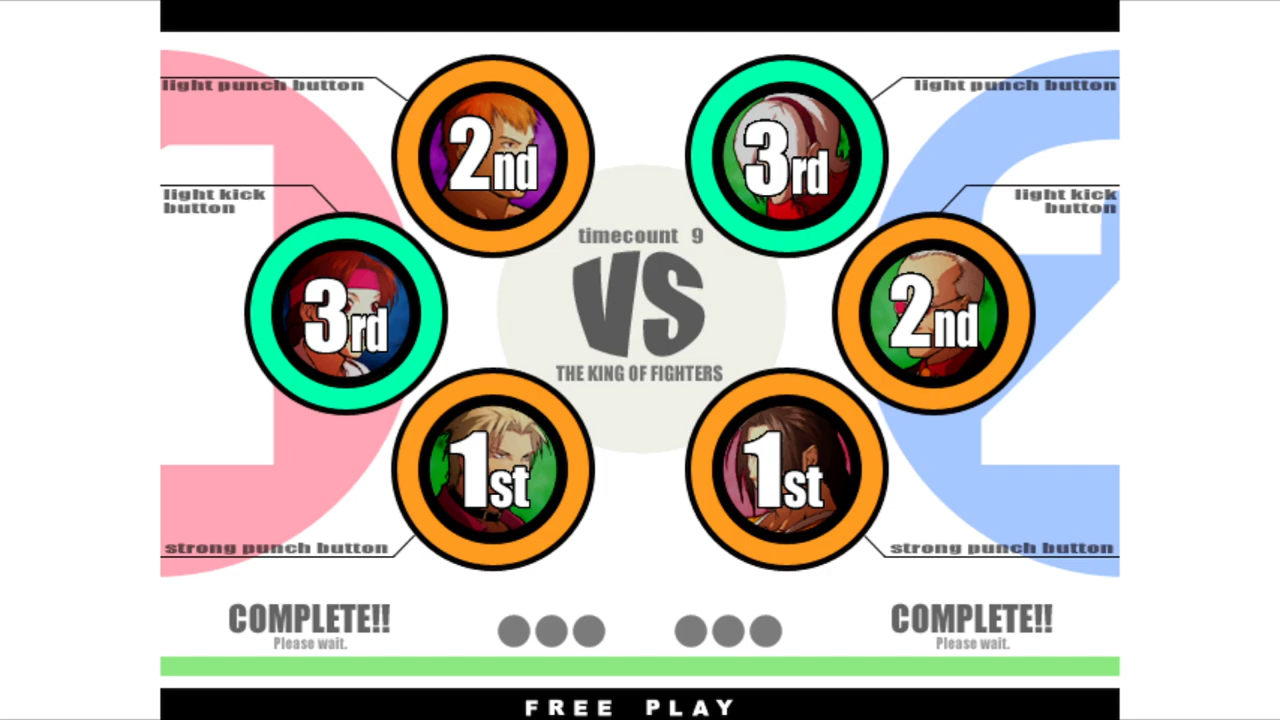 light punch button
light punch button
2nd
3rd
light kick
button
light kick
button
timecount 9
VS
THE KING OF FIGHTERS
3rd
2nd
1st
1st
strong punch button
strong punch button
COMPLETE!!
Please wait.
COMPLETE!!
Please wait.
FREE PLAY